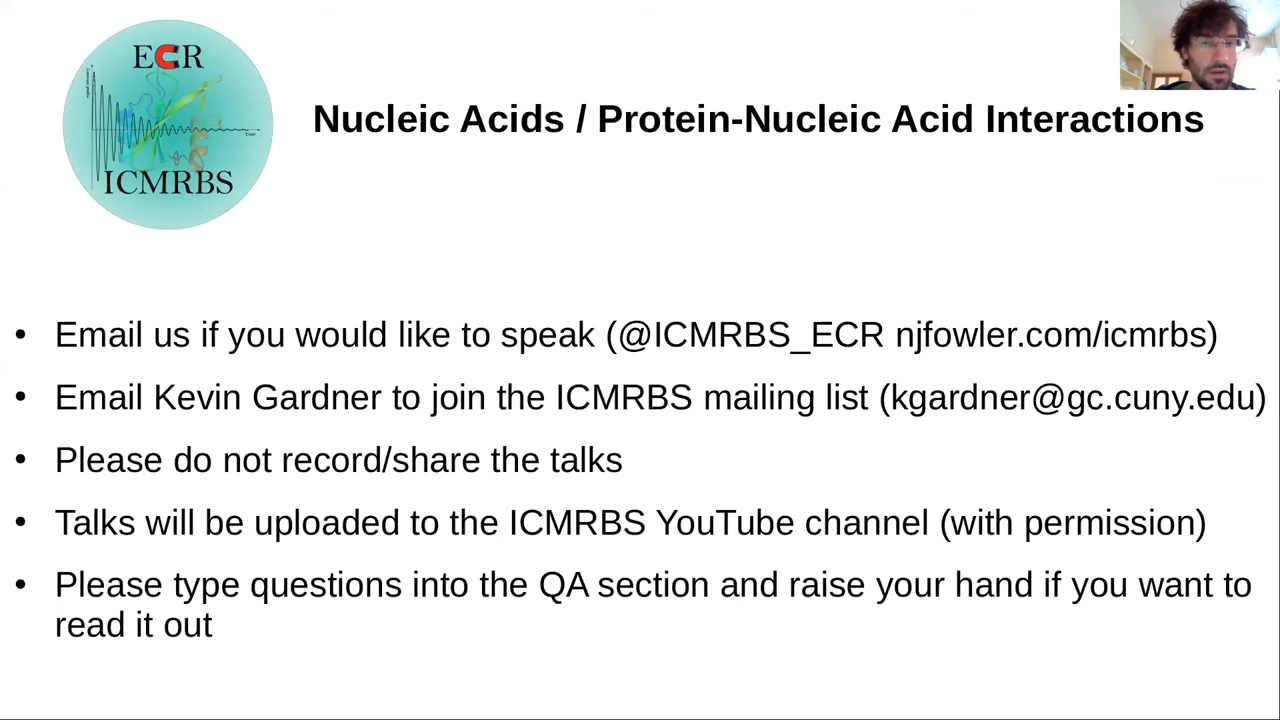 ECR
ICMRBS
Nucleic Acids / Protein-Nucleic Acid Interactions
• Email us if you would like to speak (@ICMRBS_ECR njfowler.com/icmrbs)
• Email Kevin Gardner to join the ICMRBS mailing list (kgardner@gc.cuny.edu)
• Please do not record/share the talks
• Talks will be uploaded to the ICMRBS YouTube channel (with permission)
• Please type questions into the QA section and raise your hand if you want to
read it out